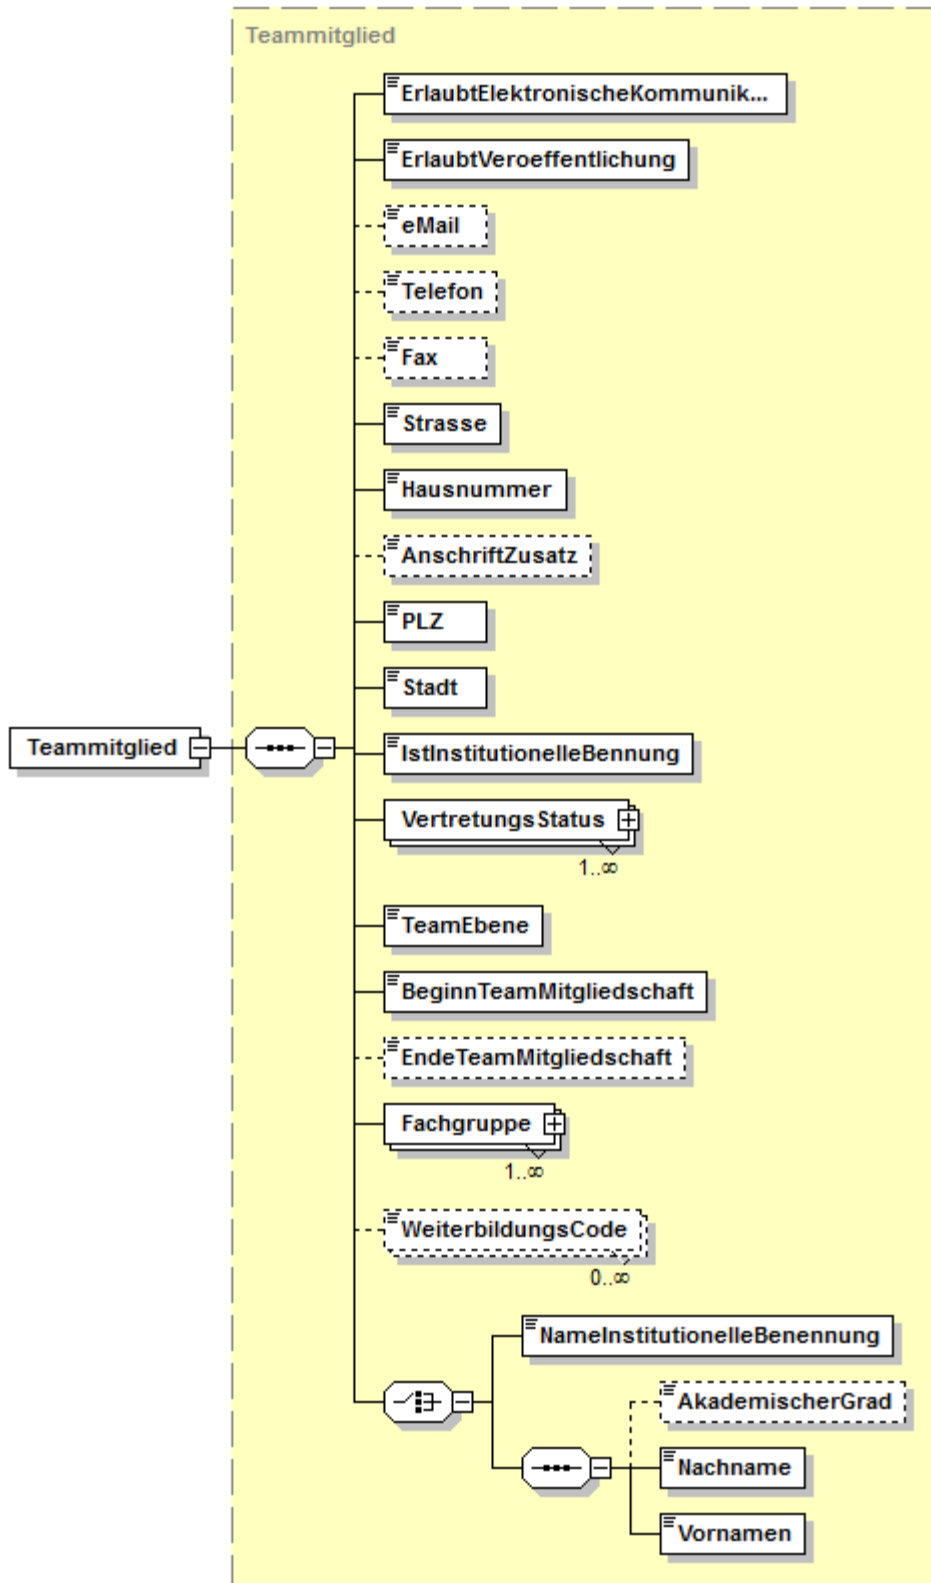 Teammitglied
ErlaubtElektronischeKommunik...
ErlaubtVeroeffentlichung
eMail
Telefon
Fax
Strasse
Hausnummer
AnschriftZusatz
PLZ
Stadt
Teammitglied
IstInstitutionelleBennung
VertretungsStatus
1..∞
TeamEbene
BeginnTeamMitgliedschaft
EndeTeamMitgliedschaft
Fachgruppe
1..∞
WeiterbildungsCode
0..∞
NameInstitutionelleBenennung
AkademischerGrad
Nachname
Vornamen